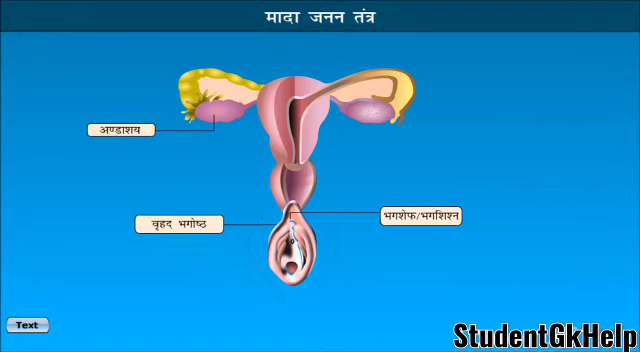 मादा जनन तंत्र
अण्डाशय
वृहद भगोष्ठ
भगशेफ/भगशिश्न
Text
StudentGkHelp